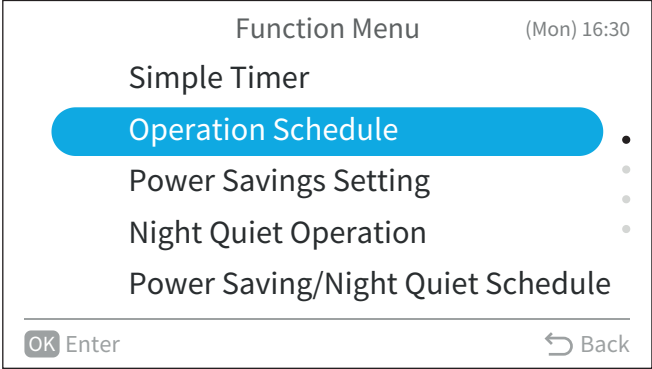 Function Menu (Mon) 16:30
Simple Timer
Operation Schedule
Power Savings Setting
Night Quiet Operation
Power Saving/Night Quiet Schedule
OK Enter Back